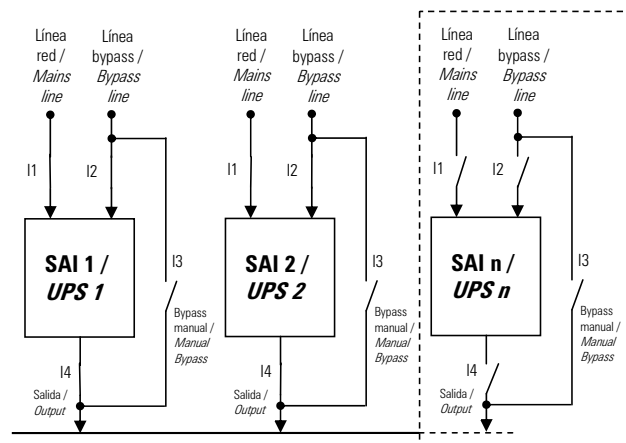 Línea
red /
Mains
line
Línea
bypass /
Bypass
line
I1
I2
SAI 1 /
UPS 1
I3
Bypass
manual /
Manual
Bypass
I4
Salida /
Output
Línea
red /
Mains
line
Línea
bypass /
Bypass
line
I1
I2
SAI 2 /
UPS 2
I3
Bypass
manual /
Manual
Bypass
I4
Salida /
Output
Línea
red /
Mains
line
Línea
bypass /
Bypass
line
I1
I2
SAI n /
UPS n
I3
Bypass
manual /
Manual
Bypass
I4
Salida /
Output